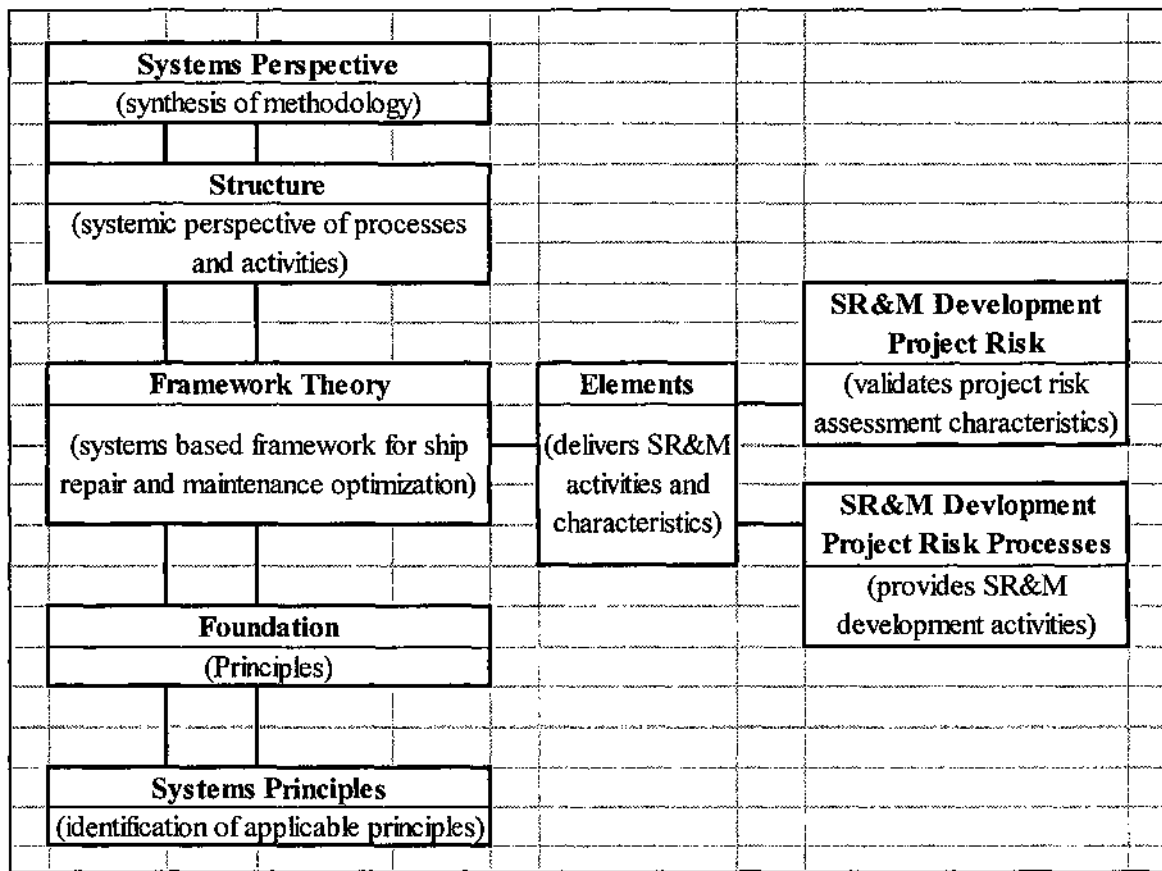 Systems Perspective
(synthesis of methodology)
Structure
(systemic perspective of processes
and activities)
Framework Theory
(systems based framework for ship
repair and maintenance optimization)
Elements
(delivers SR&M
activities and
characteristics)
SR&M Development
Project Risk
(validates project risk
assessment characteristics)
SR&M Devlopment
Project Risk Processes
(provides SR&M
development activities)
Foundation
(Principles)
Systems Principles
(identification of applicable principles)